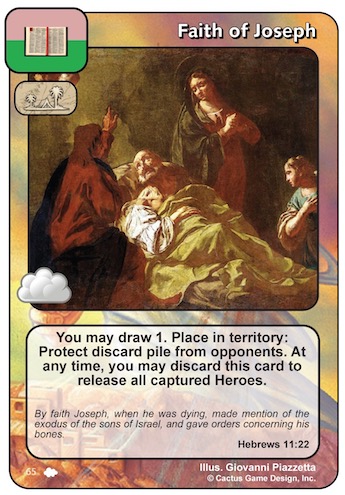 Faith of Joseph
You may draw 1. Place in territory:
Protect discard pile from opponents. At
any time, you may discard this card to
release all captured Heroes.
By faith Joseph, when he was dying, made mention of the
exodus of the sons of Israel, and gave orders concerning his
bones.
Hebrews 11:22
65
Illus. Giovanni Piazzetta
© Cactus Game Design, Inc.